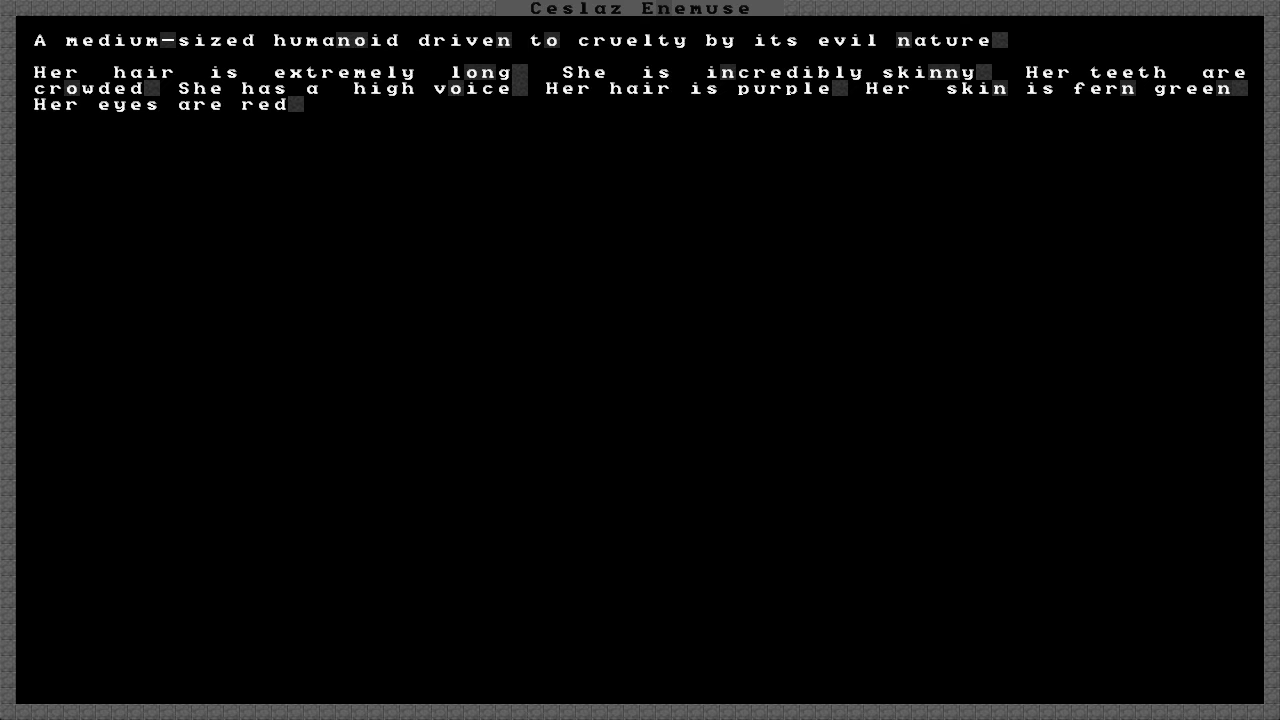 Ceslaz Enemuse
A medium-sized humanoid driven to cruelty by its evil nature
Her hair is extremely long  She is incredibly skinny  Her teeth are
crowded  She has a high voice  Her hair is purple  Her skin is fern green
Her eyes are red